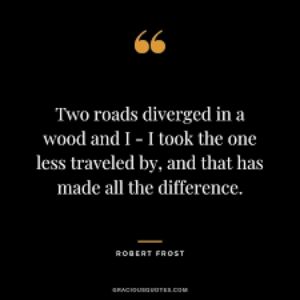 Two roads diverged in a
wood and I - I took the one
less traveled by, and that has
made all the difference.
ROBERT FROST
GRACIOUSQUOTES.COM